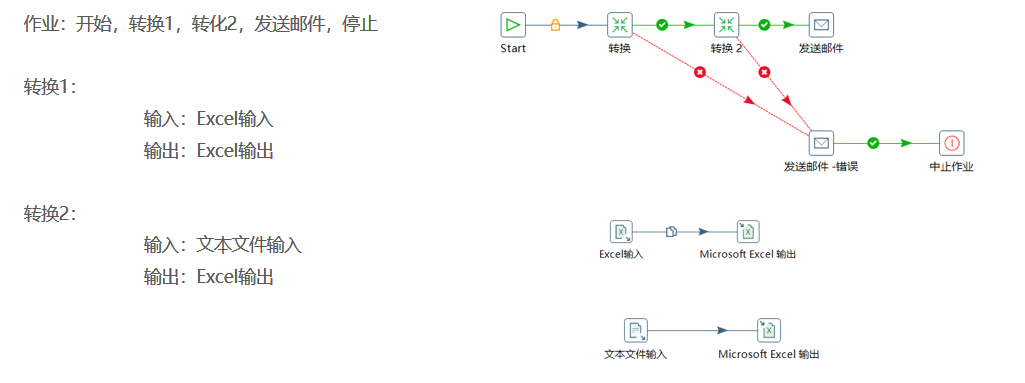 作业：开始，转换1，转化2，发送邮件，停止
转换1：
输入：Excel输入
输出：Excel输出
转换2：
输入：文本文件输入
输出：Excel输出
Start
转换
转换 2
发送邮件
发送邮件 -错误
中止作业
Excel输入
Microsoft Excel 输出
文本文件输入
Microsoft Excel 输出